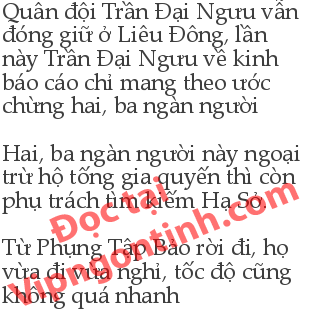 Quân đội Trần Đại Ngưu vẫn
đóng giữ ở Liêu Đông, lần
này Trần Đại Ngưu về kinh
báo cáo chỉ mang theo ước
chừng hai, ba ngàn người
Hai, ba ngàn người này ngoại
trừ hộ tống gia quyến thì còn
phụ trách tìm kiếm Hạ Sơ.
Từ Phụng Tập Bảo rời đi, họ
vừa đi vừa nghỉ, tốc độ cũng
không quá nhanh
Đọc tại
Vipngontinh.com